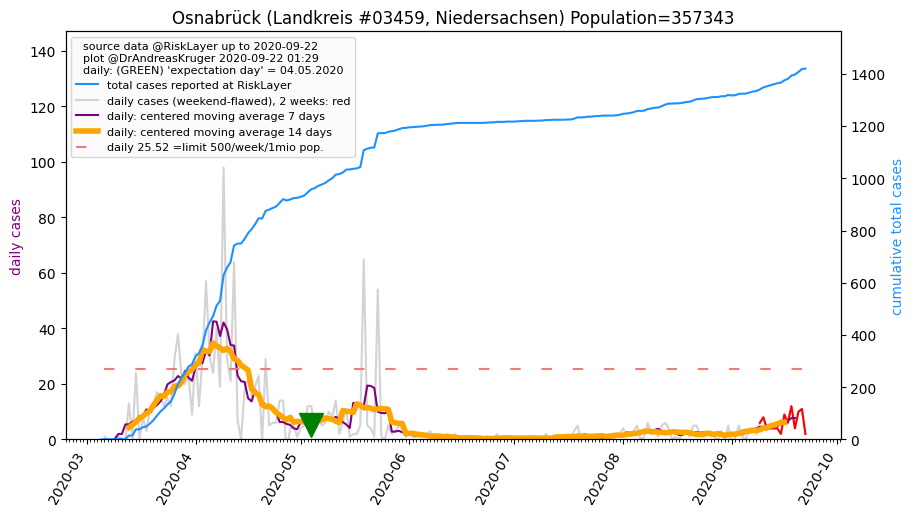 Osnabrück (Landkreis #03459, Niedersachsen) Population=357343
source data @RiskLayer up to 2020-09-22
plot @DrAndreasKruger 2020-09-22 01:29
daily: (GREEN) 'expectation day' = 04.05.2020
total cases reported at RiskLayer
daily cases (weekend-flawed), 2 weeks: red
daily: centered moving average 7 days
daily: centered moving average 14 days
daily 25.52 =limit 500/week/1mio pop.
daily cases
140
120
100
80
60
40
20
0
cumulative total cases
1400
1200
1000
800
600
400
200
0
2020-03
2020-04
2020-05
2020-06
2020-07
2020-08
2020-09
2020-10